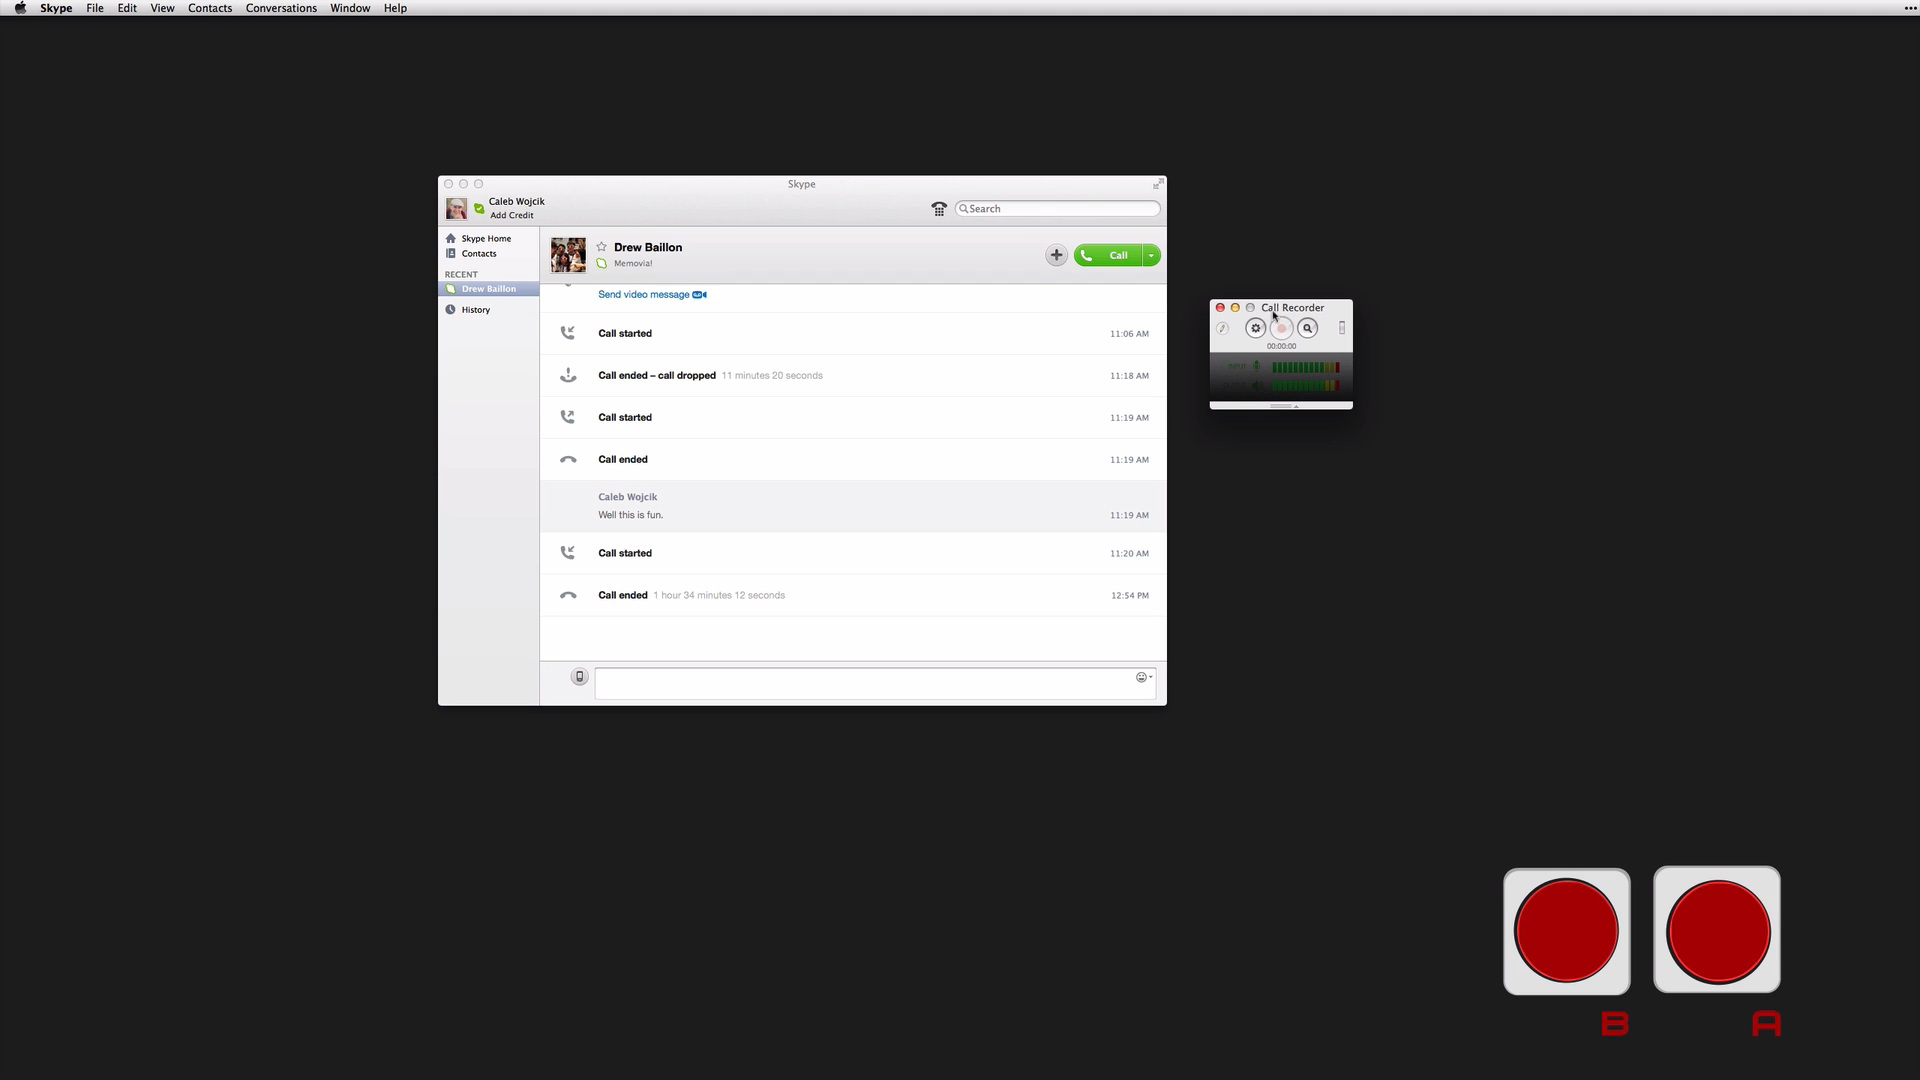 Skype File Edit View Contacts Conversations Window Help
Skype
Caleb Wojcik
Add Credit
Search
Skype Home
Contacts
RECENT
Drew Baillon
History
Drew Baillon
Memovia!
Call
Send video message
Call started 11:06 AM
Call ended – call dropped 11 minutes 20 seconds 11:18 AM
Call started 11:19 AM
Call ended 11:19 AM
Caleb Wojcik
Well this is fun. 11:19 AM
Call started 11:20 AM
Call ended 1 hour 34 minutes 12 seconds 12:54 PM
Call Recorder
00:00:00
INPUT
B A